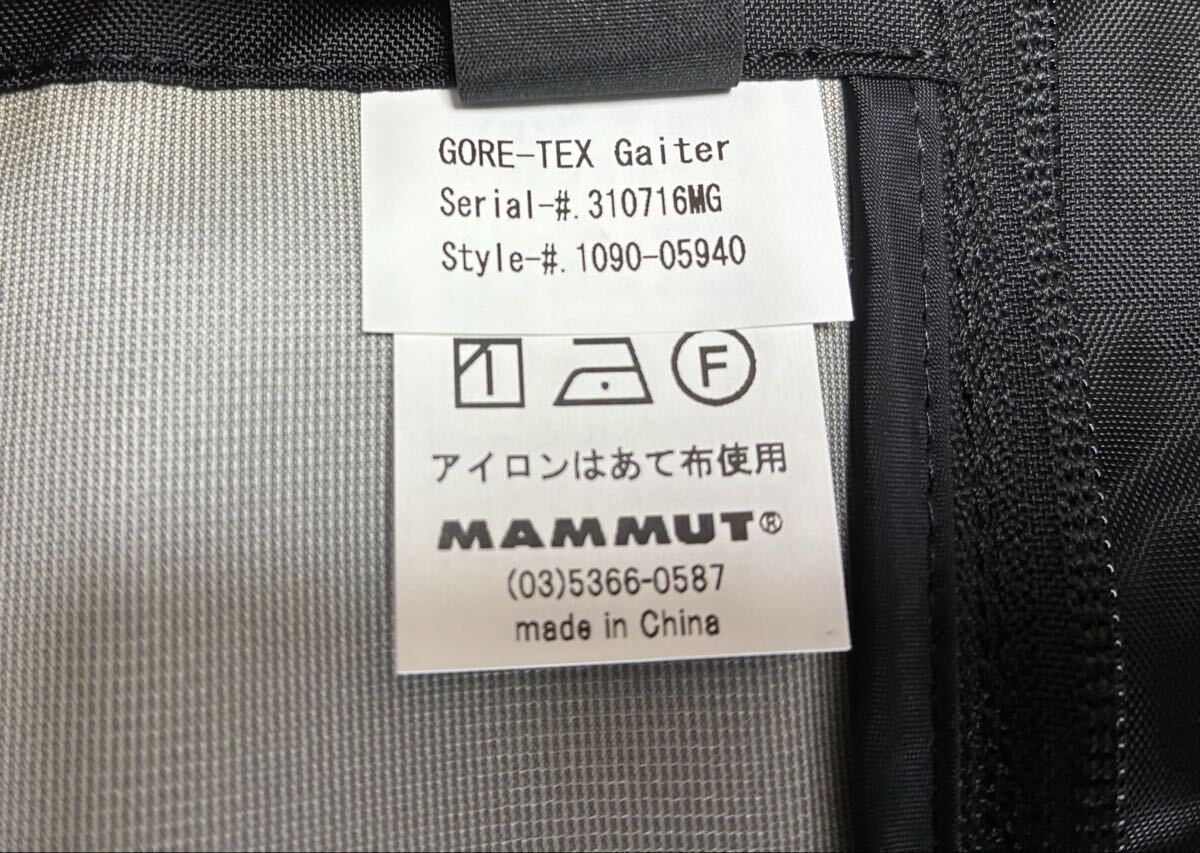 GORE-TEX Gaiter
Serial-#. 310716MG
Style-#. 1090-05940
1 F
アイロンはあて布使用
MAMMUT®
(03)5366-0587
made in China